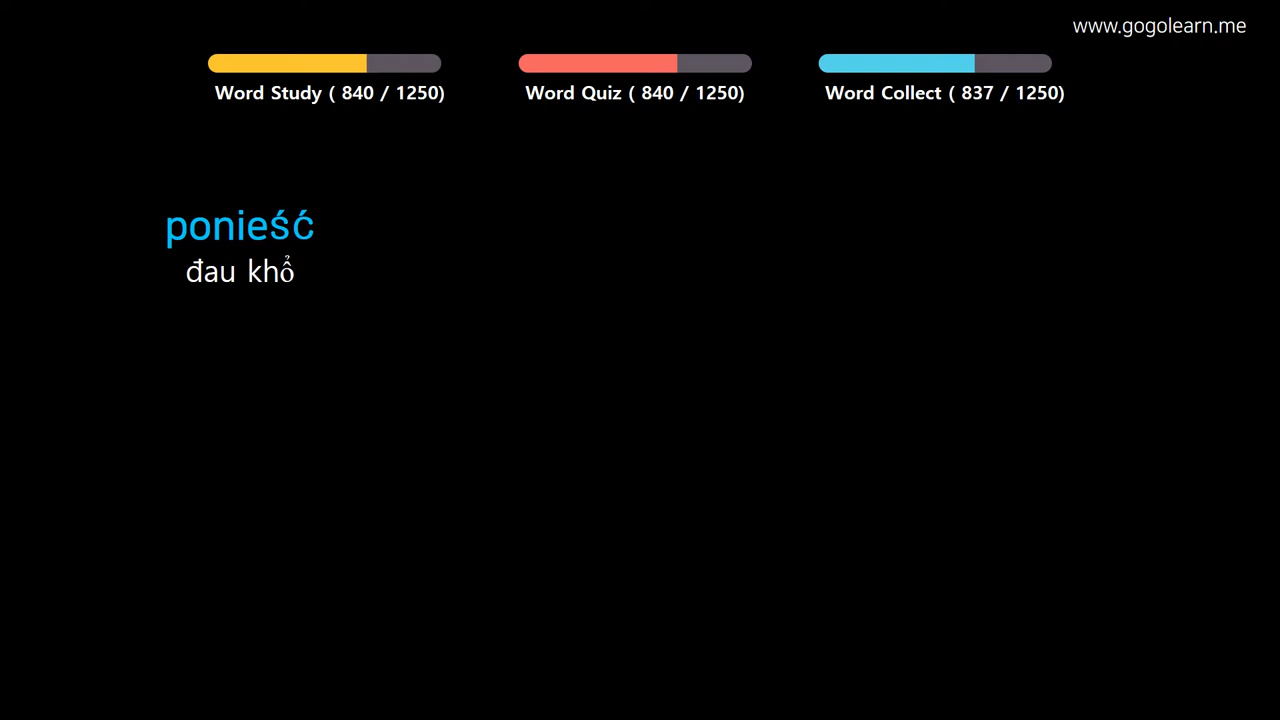 www.gogolearn.me
Word Study ( 840 / 1250)
Word Quiz ( 840 / 1250)
Word Collect ( 837 / 1250)
ponieść
đau khổ